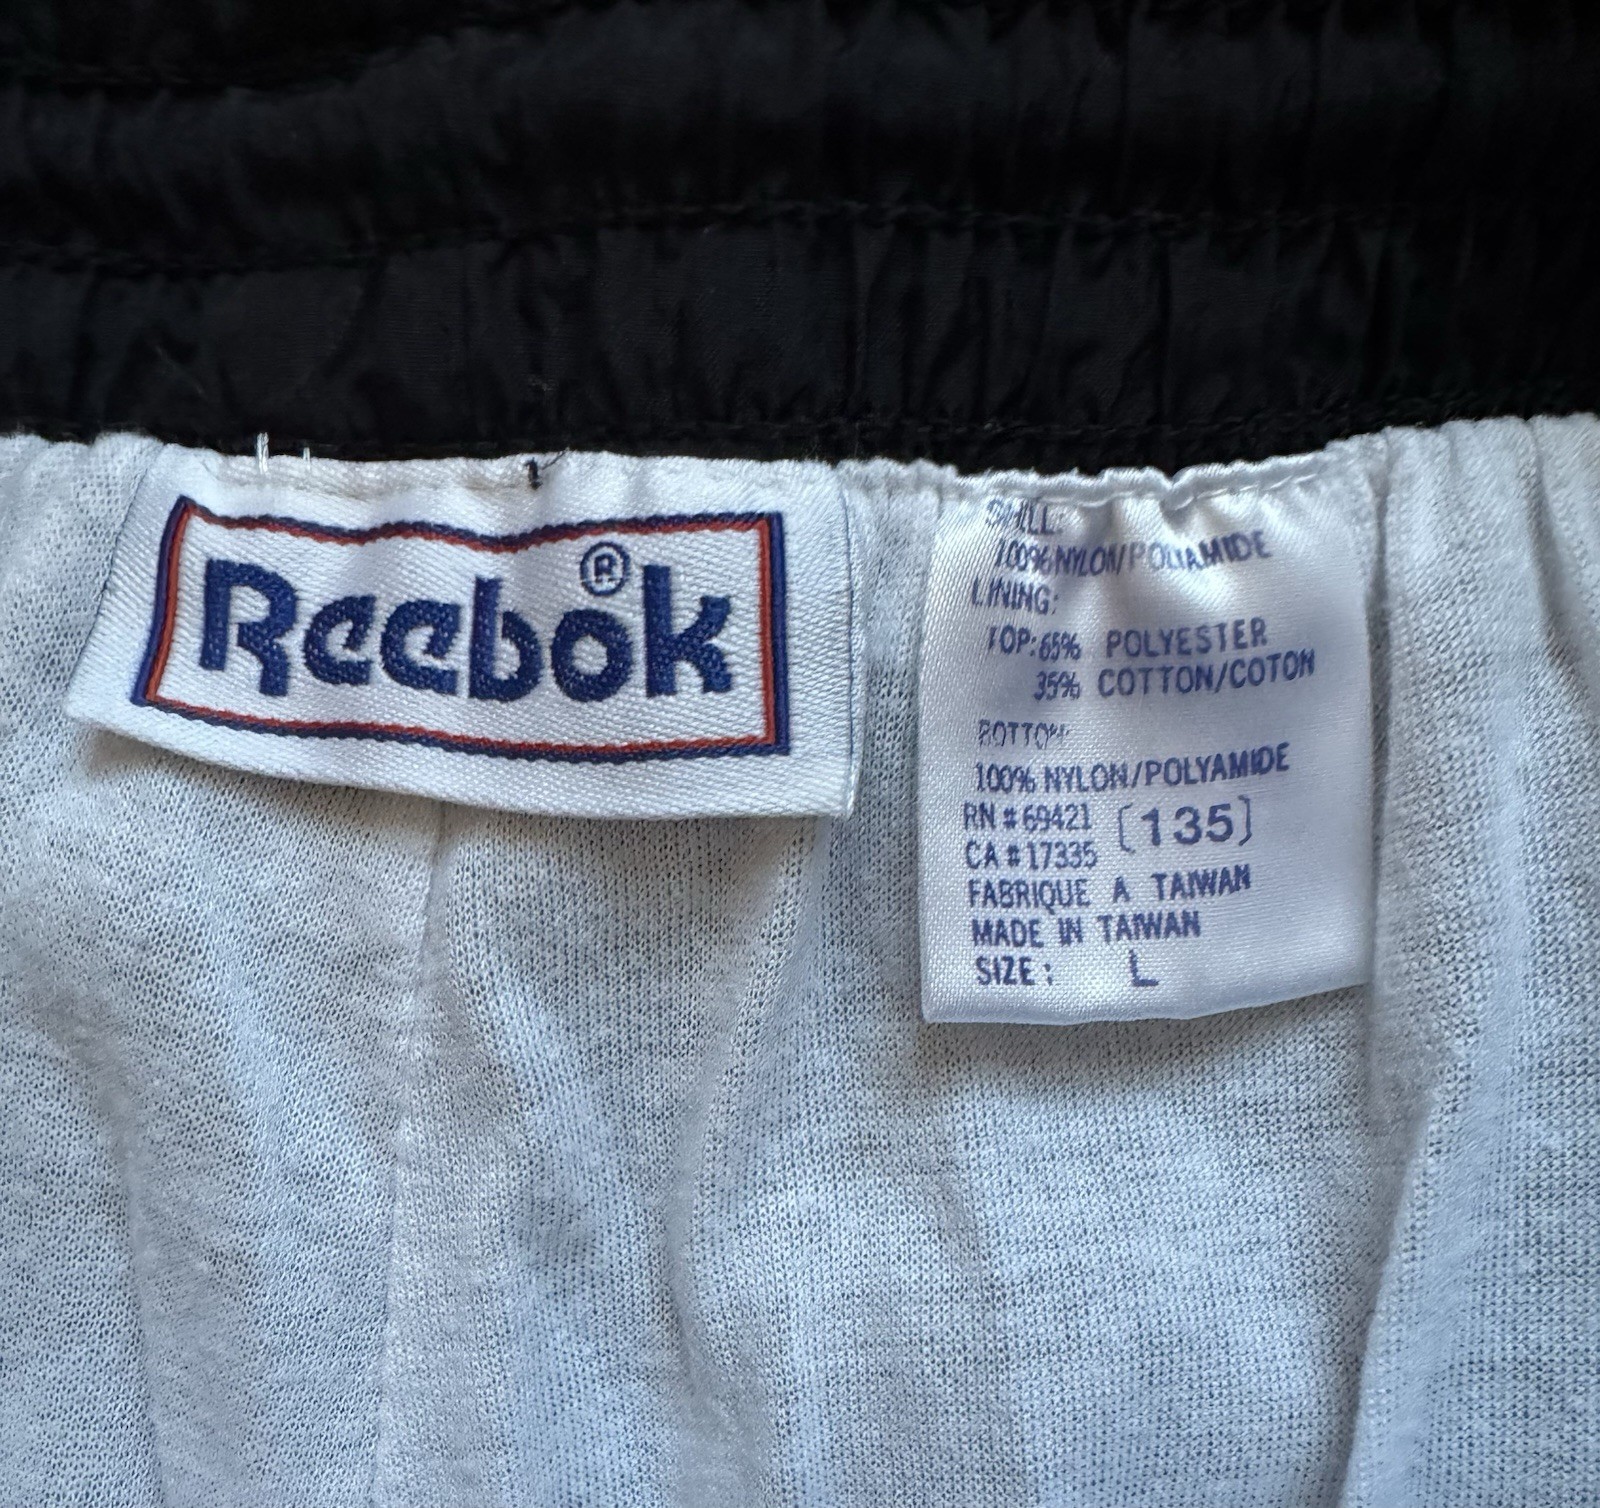 Reebok®
SHELL:
100% NYLON/POLYAMIDE
LINING:
TOP: 65% POLYESTER
35% COTTON/COTON
BOTTOM:
100% NYLON/POLYAMIDE
RN # 69421 [135]
CA # 17335
FABRIQUE A TAIWAN
MADE IN TAIWAN
SIZE: L